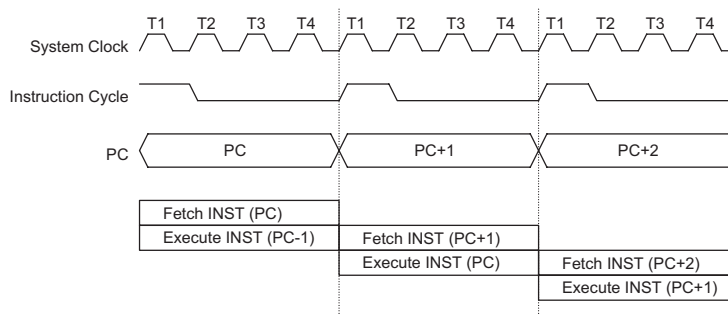 T1 T2 T3 T4 T1 T2 T3 T4 T1 T2 T3 T4
System Clock
Instruction Cycle
PC PC PC+1 PC+2
Fetch INST (PC)
Execute INST (PC-1) Fetch INST (PC+1)
Execute INST (PC) Fetch INST (PC+2)
Execute INST (PC+1)